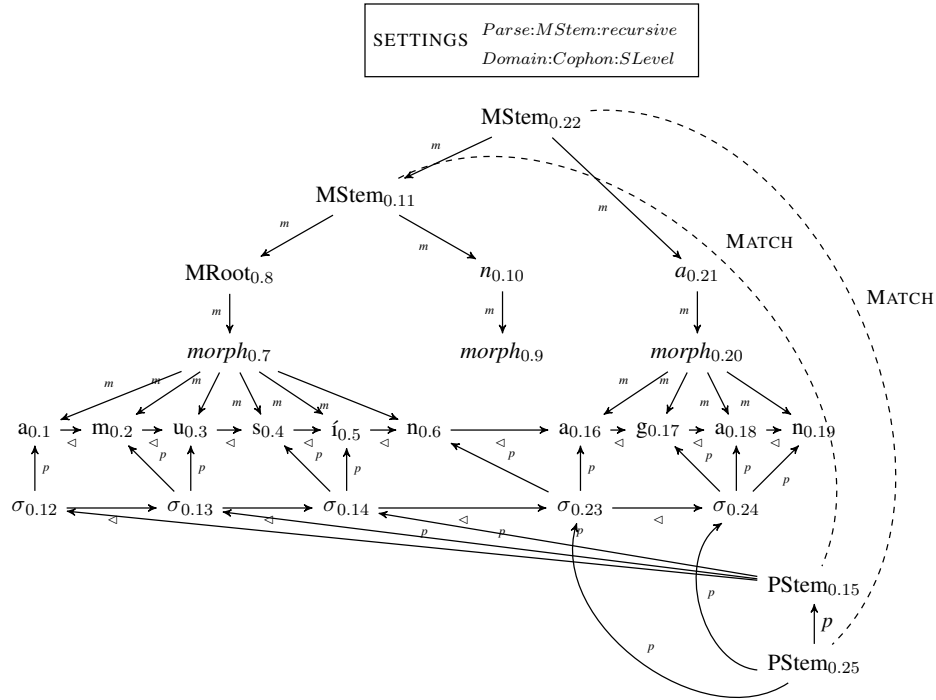 SETTINGS Parse:MStem:recursive
Domain:Cophon:SLevel
MStem0.22
m
MStem0.11
m
MATCH
m m
MRoot0.8 n0.10 a0.21
MATCH
m m m
morph0.7 morph0.9 morph0.20
m m m m m m m m m m
a0.1 ◁ m0.2 ◁ u0.3 ◁ s0.4 ◁ í0.5 ◁ n0.6 ◁ a0.16 ◁ g0.17 ◁ a0.18 ◁ n0.19
p p p p p p p p p
σ0.12 ◁ σ0.13 ◁ σ0.14 ◁ σ0.23 ◁ σ0.24
p p p
PStem0.15
p
p
p
PStem0.25